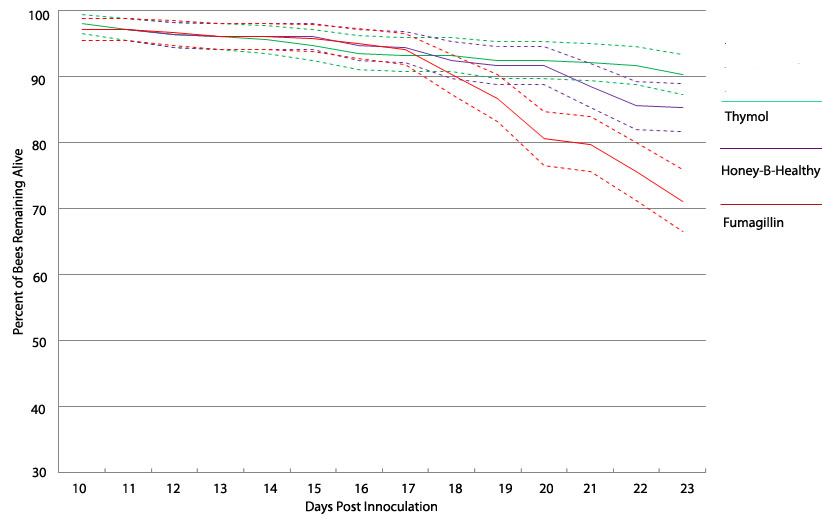 100
90
80
70
60
50
40
30
Percent of Bees Remaining Alive
10 11 12 13 14 15 16 17 18 19 20 21 22 23
Days Post Innoculation
Thymol
Honey-B-Healthy
Fumagillin